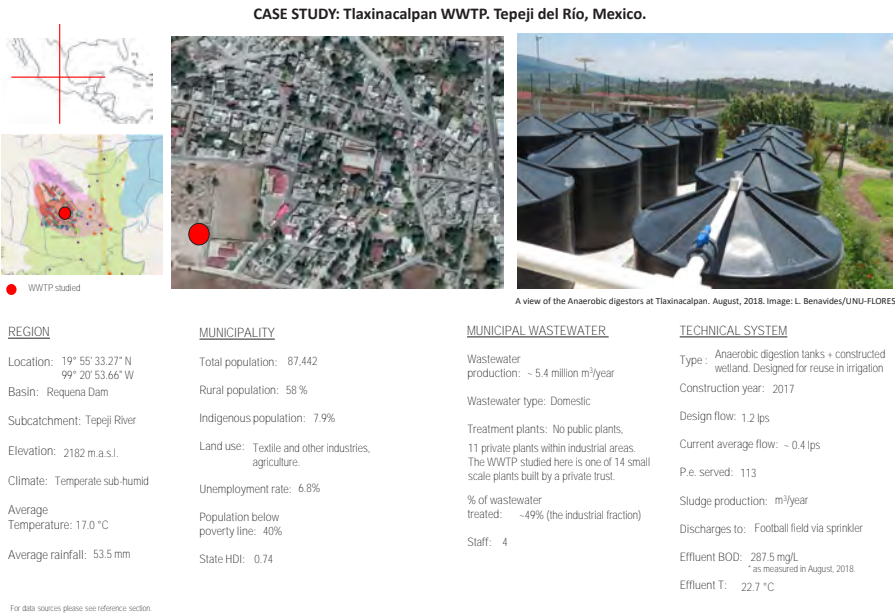 CASE STUDY: Tlaxinacalpan WWTP. Tepeji del Río, Mexico.
WWTP studied
A view of the Anaerobic digestors at Tlaxinacalpan. August, 2018. Image: L. Benavides/UNU-FLORES
REGION
Location: 19° 55' 33.27" N
99° 20' 53.66" W
Basin: Requena Dam
Subcatchment: Tepeji River
Elevation: 2182 m.a.s.l.
Climate: Temperate sub-humid
Average
Temperature: 17.0 °C
Average rainfall: 53.5 mm
MUNICIPALITY
Total population: 87,442
Rural population: 58 %
Indigenous population: 7.9%
Land use: Textile and other industries,
agriculture.
Unemployment rate: 6.8%
Population below
poverty line: 40%
State HDI: 0.74
MUNICIPAL WASTEWATER
Wastewater
production: ~ 5.4 million m³/year
Wastewater type: Domestic
Treatment plants: No public plants,
11 private plants within industrial areas.
The WWTP studied here is one of 14 small
scale plants built by a private trust.
% of wastewater
treated: ~49% (the industrial fraction)
Staff: 4
TECHNICAL SYSTEM
Type : Anaerobic digestion tanks + constructed
wetland. Designed for reuse in irrigation
Construction year: 2017
Design flow: 1.2 lps
Current average flow: ~ 0.4 lps
P.e. served: 113
Sludge production: m³/year
Discharges to: Football field via sprinkler
Effluent BOD: 287.5 mg/L
* as measured in August, 2018.
Effluent T: 22.7 °C
For data sources please see reference section.